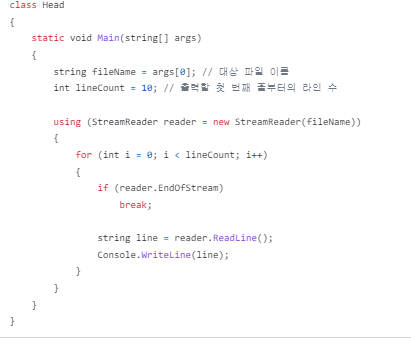 class Head
{
    static void Main(string[] args)
    {
        string fileName = args[0]; // 대상 파일 이름
        int lineCount = 10; // 출력할 첫 번째 줄부터의 라인 수

        using (StreamReader reader = new StreamReader(fileName))
        {
            for (int i = 0; i < lineCount; i++)
            {
                if (reader.EndOfStream)
                    break;

                string line = reader.ReadLine();
                Console.WriteLine(line);
            }
        }
    }
}